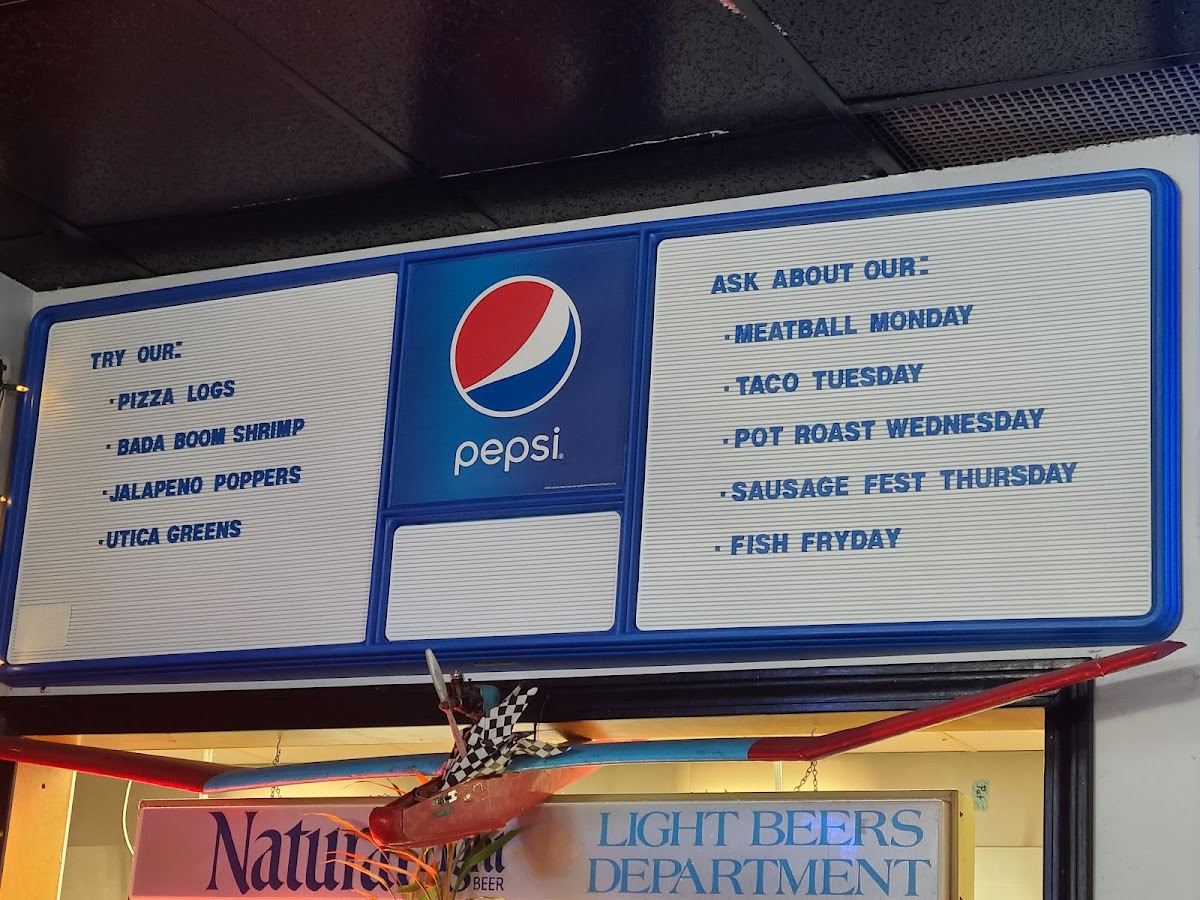 TRY OUR:
·PIZZA LOGS
·BADA BOOM SHRIMP
·JALAPENO POPPERS
·UTICA GREENS
pepsi®
ASK ABOUT OUR:
·MEATBALL MONDAY
·TACO TUESDAY
·POT ROAST WEDNESDAY
·SAUSAGE FEST THURSDAY
·FISH FRYDAY
BEER
LIGHT BEERS
DEPARTMENT